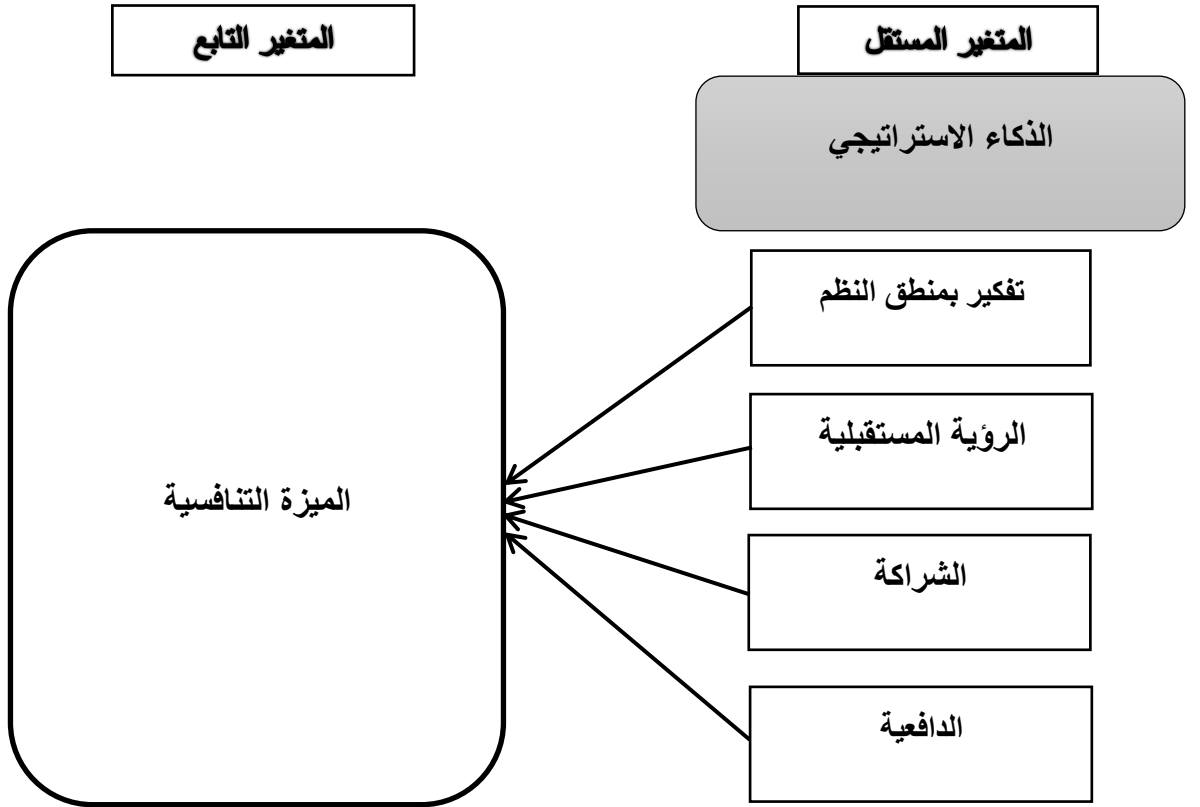 المتغير المستقل
المتغير التابع
الذكاء الاستراتيجي
تفكير بمنطق النظم
الرؤية المستقبلية
الميزة التنافسية
الشراكة
الدافعية